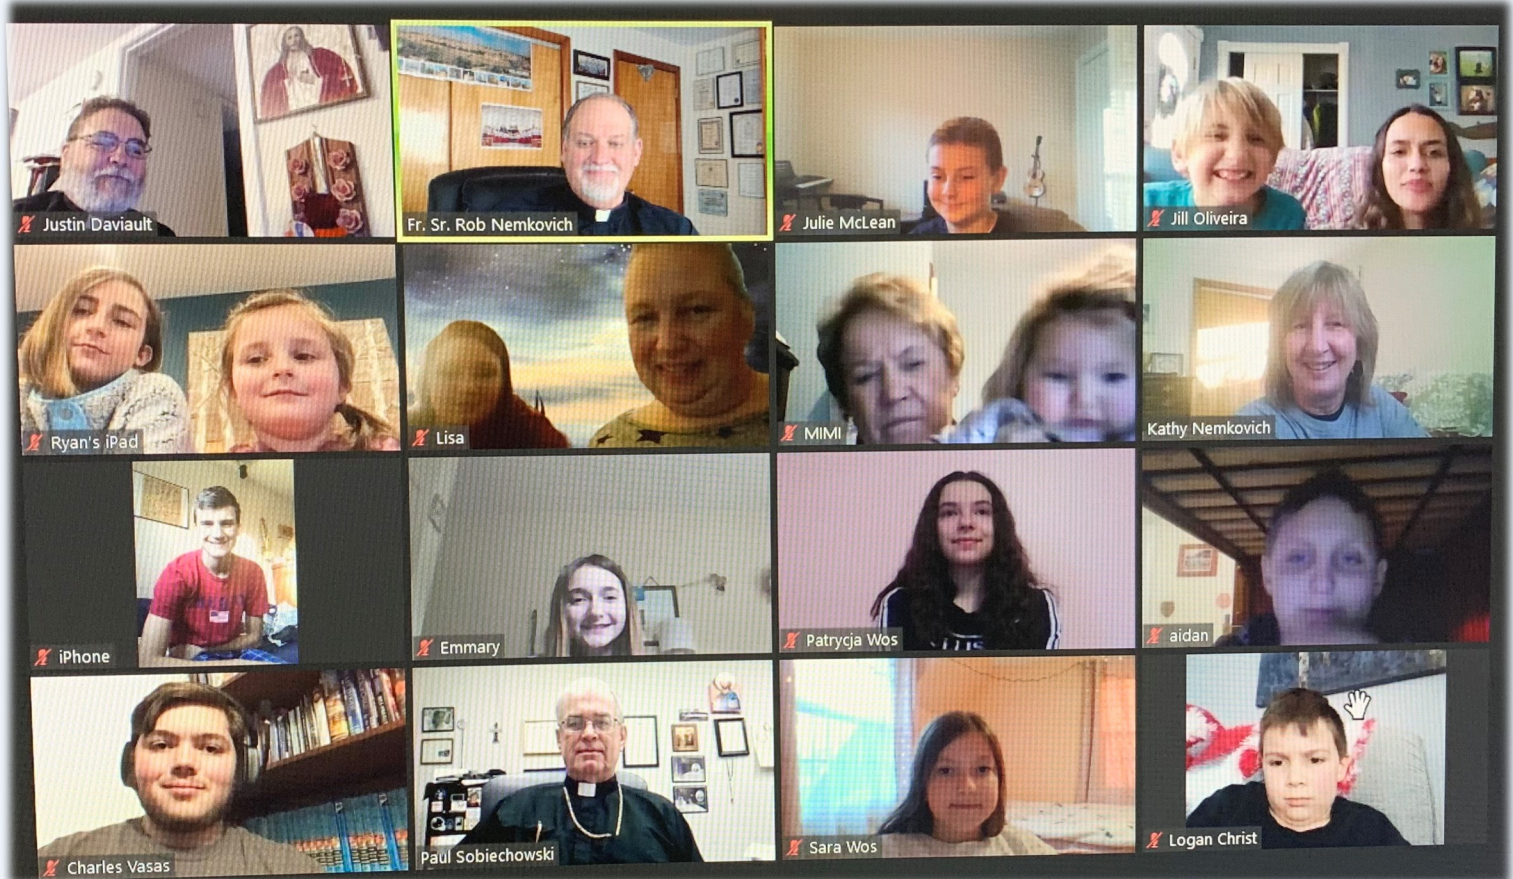 Justin Daviault
Fr. Sr. Rob Nemkovich
Julie McLean
Jill Oliveira
Ryan's iPad
Lisa
MIMI
Kathy Nemkovich
iPhone
Emmary
Patrycja Wos
aidan
Charles Vasas
Paul Sobiechowski
Sara Wos
Logan Christ